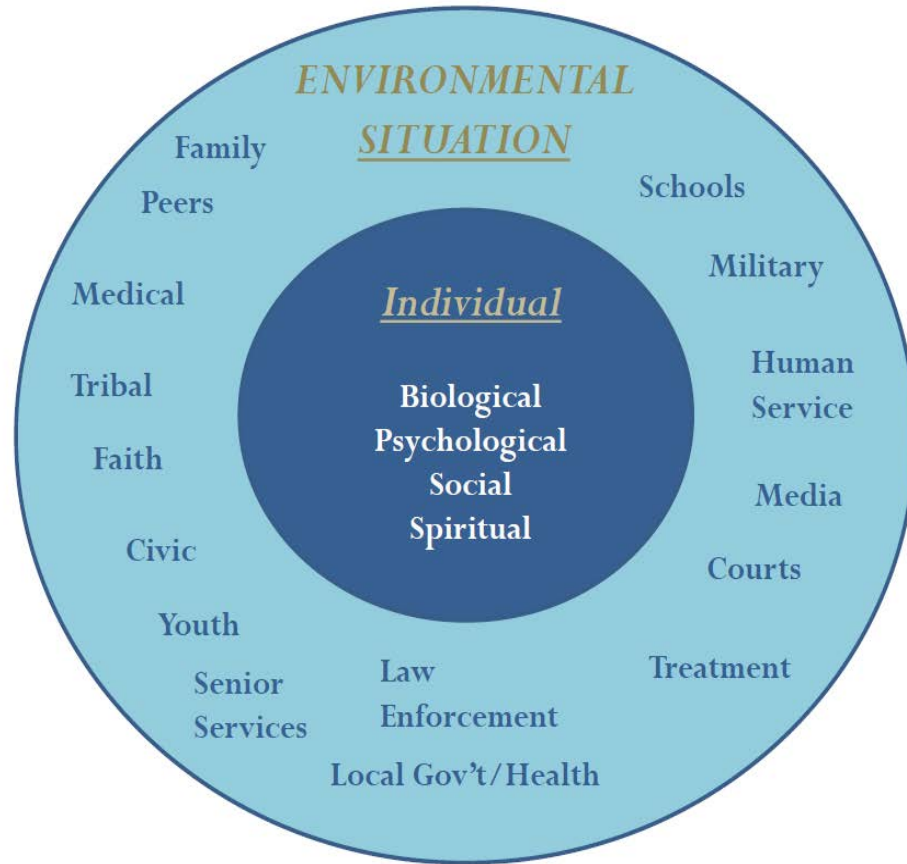 ENVIRONMENTAL
SITUATION
Family
Peers
Medical
Tribal
Faith
Civic
Youth
Senior
Services
Law
Enforcement
Local Gov't/Health
Schools
Military
Human
Service
Media
Courts
Treatment
Individual
Biological
Psychological
Social
Spiritual